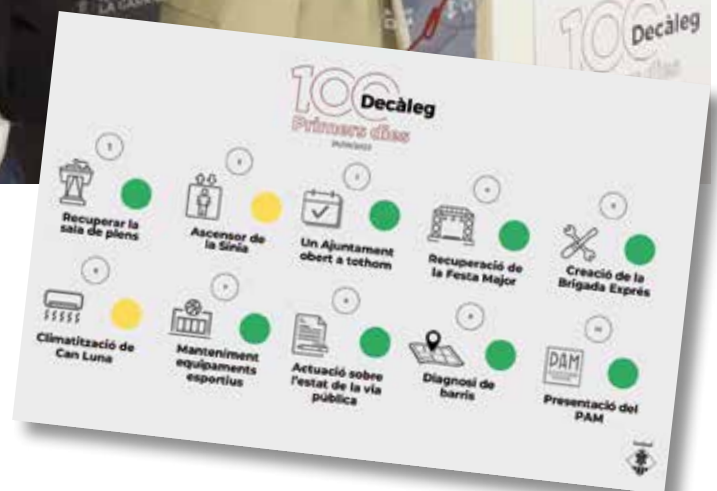 LA GARR
Decàleg
100
Decàleg
Primers dies
Recuperar la
sala de plens
Ascensor de
la Sínia
Un Ajuntament
obert a tothom
Recuperació de
la Festa Major
Creació de la
Brigada Exprés
Climatització de
Can Luna
Manteniment
equipaments
esportius
Actuació sobre
l'estat de la via
pública
Diagnosi de
barris
PAM
Presentació del
PAM